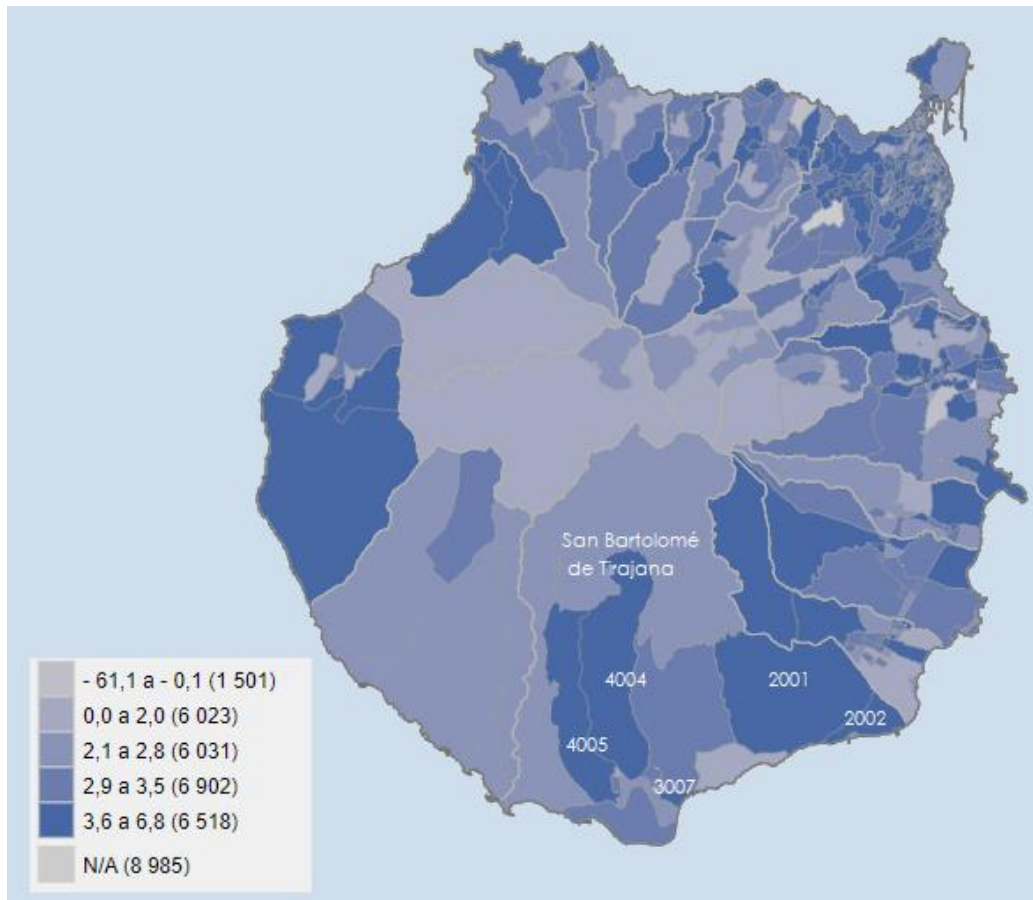 San Bartolomé
de Trajana
4004
2001
2002
4005
3007
- 61,1 a - 0,1 (1 501)
0,0 a 2,0 (6 023)
2,1 a 2,8 (6 031)
2,9 a 3,5 (6 902)
3,6 a 6,8 (6 518)
N/A (8 985)